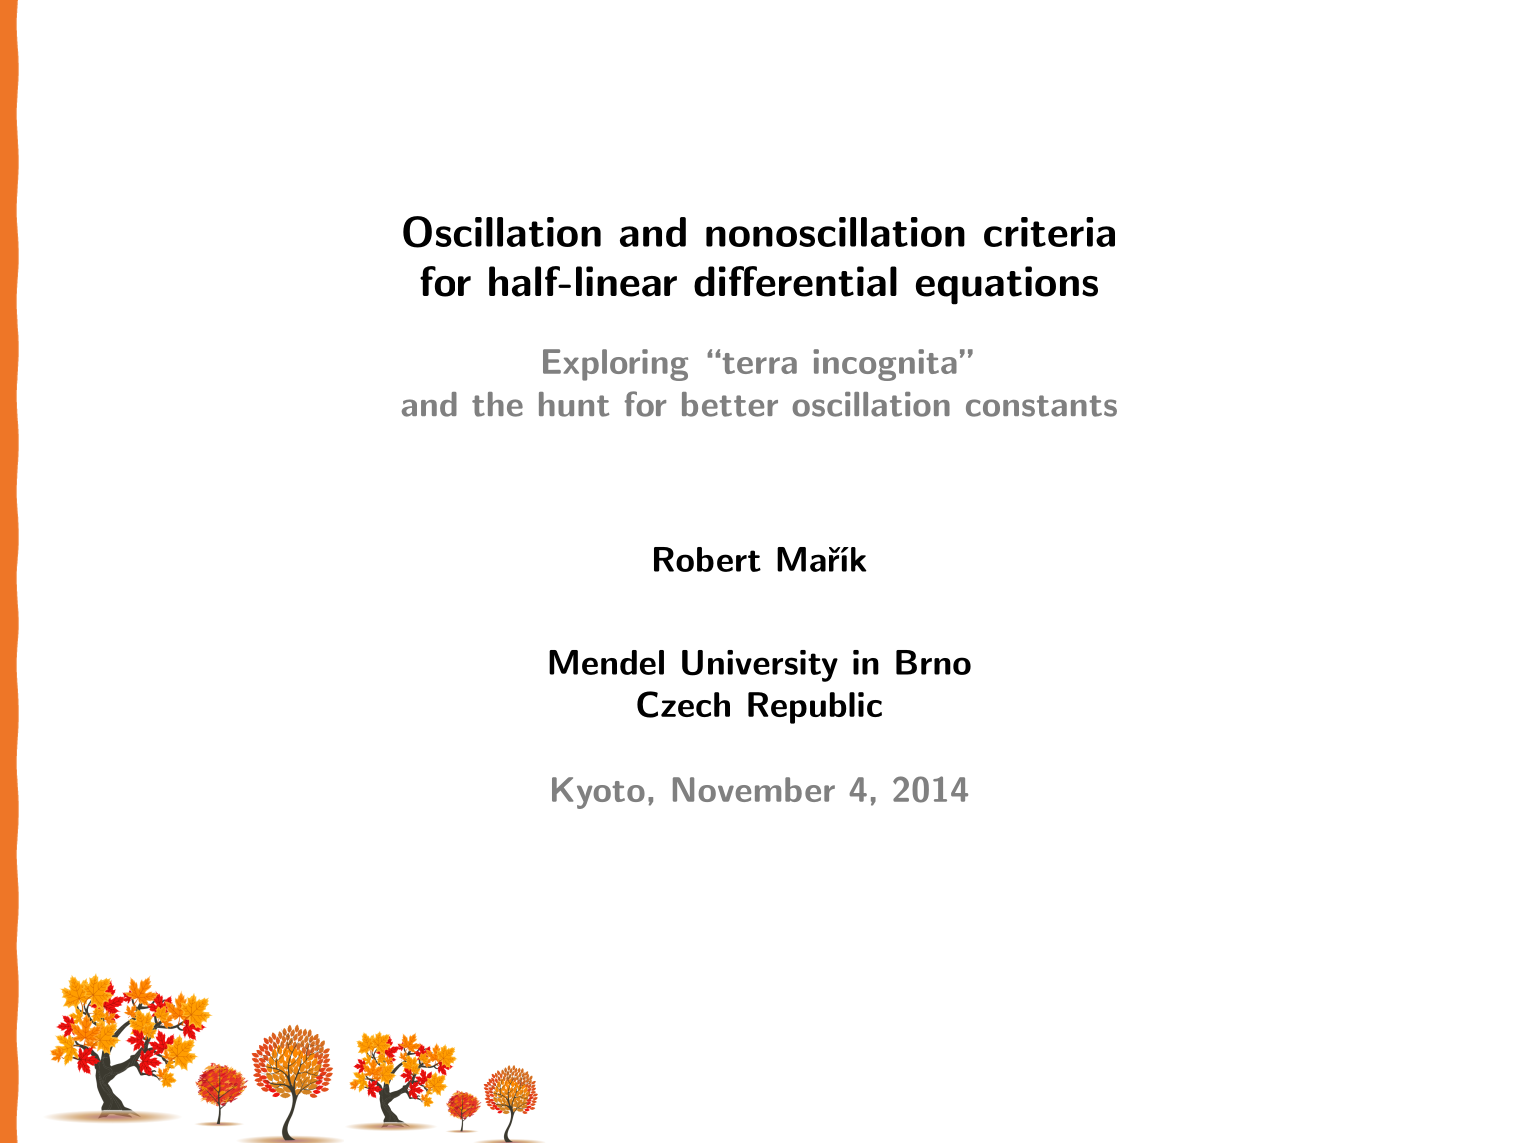 Oscillation and nonoscillation criteria
for half-linear differential equations
Exploring “terra incognita”
and the hunt for better oscillation constants
Robert Mařík
Mendel University in Brno
Czech Republic
Kyoto, November 4, 2014